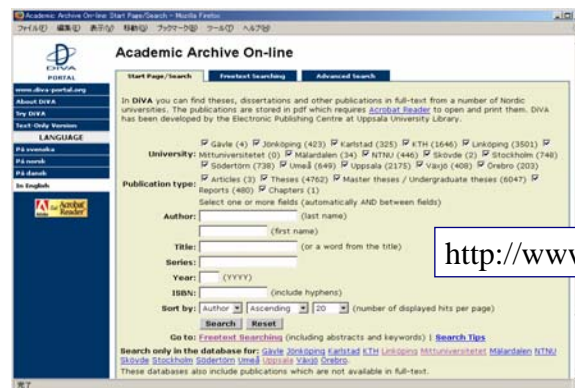 Academic Archive On-line: Start Page/Search - Mozilla Firefox
ファイル(F) 編集(E) 表示(V) 移動(G) ブックマーク(B) ツール(T) ヘルプ(H)
DiVA
PORTAL
www.diva-portal.org
About DiVA
Try DiVA
Text-Only Version
LANGUAGE
På svenska
På norsk
På dansk
In English
Get Acrobat Reader
Academic Archive On-line
Start Page/Search Freetext Searching Advanced Search
In DiVA you can find theses, dissertations and other publications in full-text from a number of Nordic
universities. The publications are stored in pdf which requires Acrobat Reader to open and print them. DiVA
has been developed by the Electronic Publishing Centre at Uppsala University Library.
University: Gävle (4) Jönköping (423) Karlstad (325) KTH (1646) Linköping (3501)
Mittuniversitetet (0) Mälardalen (34) NTNU (446) Skövde (2) Stockholm (748)
Södertörn (738) Umeå (649) Uppsala (2175) Växjö (408) Örebro (203)
Publication type: Articles (3) Theses (4762) Master theses / Undergraduate theses (6047)
Reports (480) Chapters (1)
Select one or more fields (automatically AND between fields)
Author: (last name)
(first name)
Title: (or a word from the title)
Series:
Year: (YYYY)
ISBN: (include hyphens)
Sort by: Author Ascending 20 (number of displayed hits per page)
Search Reset
Go to: Freetext Searching (including abstracts and keywords) | Search Tips
Search only in the database for: Gävle Jönköping Karlstad KTH Linköping Mittuniversitetet Mälardalen NTNU
Skövde Stockholm Södertörn Umeå Uppsala Växjö Örebro.
These databases also include publications which are not available in full-text.
完了
http://www